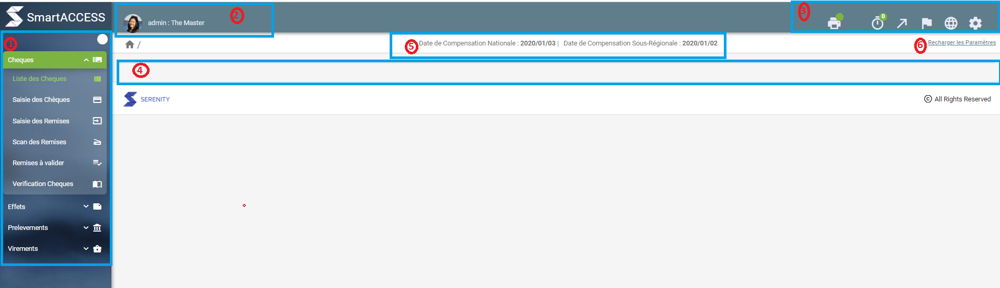 SmartACCESS
2
admin : The Master
3
0
1
/
5
Date de Compensation Nationale : 2020/01/03 | Date de Compensation Sous-Régionale : 2020/01/02
6
Recharger les Paramètres
Cheques
4
Liste des Cheques
Saisie des Chèques
SERENITY
© All Rights Reserved
Saisie des Remises
Scan des Remises
Remises à valider
Verification Cheques
Effets
Prelevements
Virements